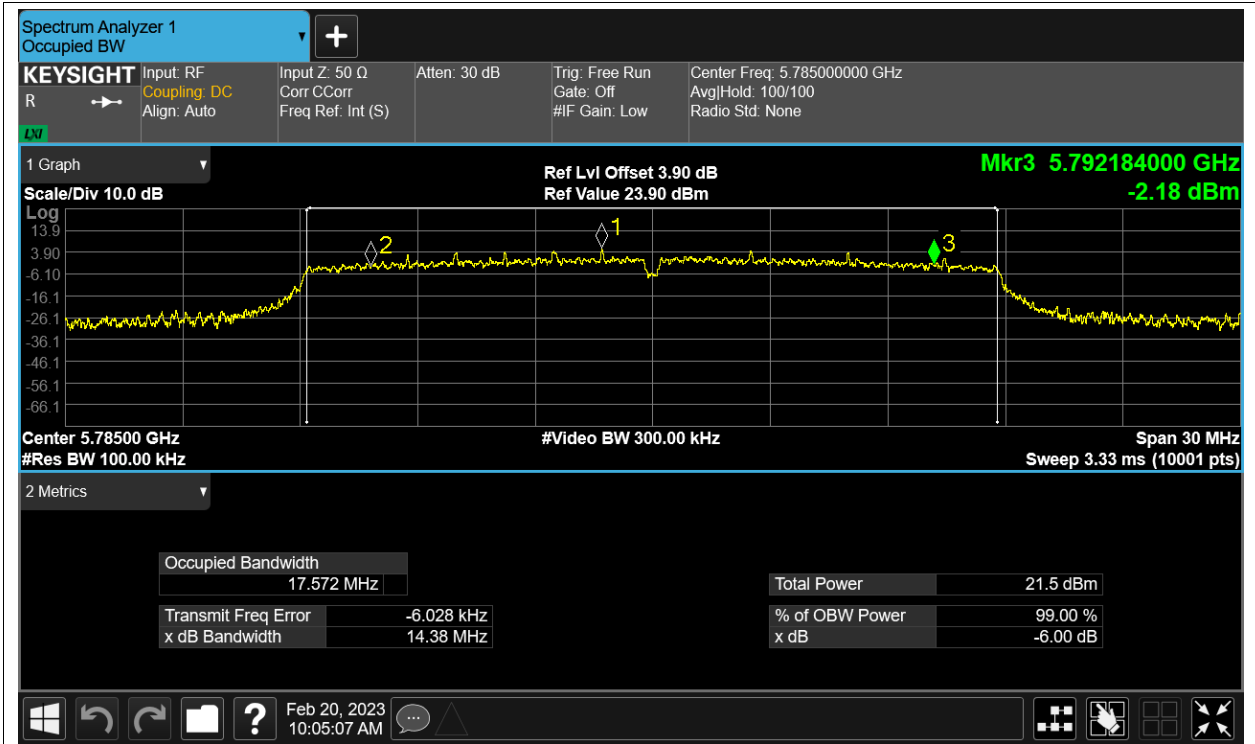 Spectrum Analyzer 1
Occupied BW
KEYSIGHT
R
LXI
Input: RF
Coupling: DC
Align: Auto
Input Z: 50 Ω
Corr CCorr
Freq Ref: Int (S)
Atten: 30 dB
Trig: Free Run
Gate: Off
#IF Gain: Low
Center Freq: 5.785000000 GHz
Avg|Hold: 100/100
Radio Std: None
1 Graph
Scale/Div 10.0 dB
Ref Lvl Offset 3.90 dB
Ref Value 23.90 dBm
Mkr3 5.792184000 GHz
-2.18 dBm
Log
13.9
3.90
-6.10
-16.1
-26.1
-36.1
-46.1
-56.1
-66.1
2
1
3
Center 5.78500 GHz
#Video BW 300.00 kHz
Span 30 MHz
#Res BW 100.00 kHz
Sweep 3.33 ms (10001 pts)
2 Metrics
Occupied Bandwidth
17.572 MHz
Transmit Freq Error -6.028 kHz
x dB Bandwidth 14.38 MHz
Total Power 21.5 dBm
% of OBW Power 99.00 %
x dB -6.00 dB
?
Feb 20, 2023
10:05:07 AM